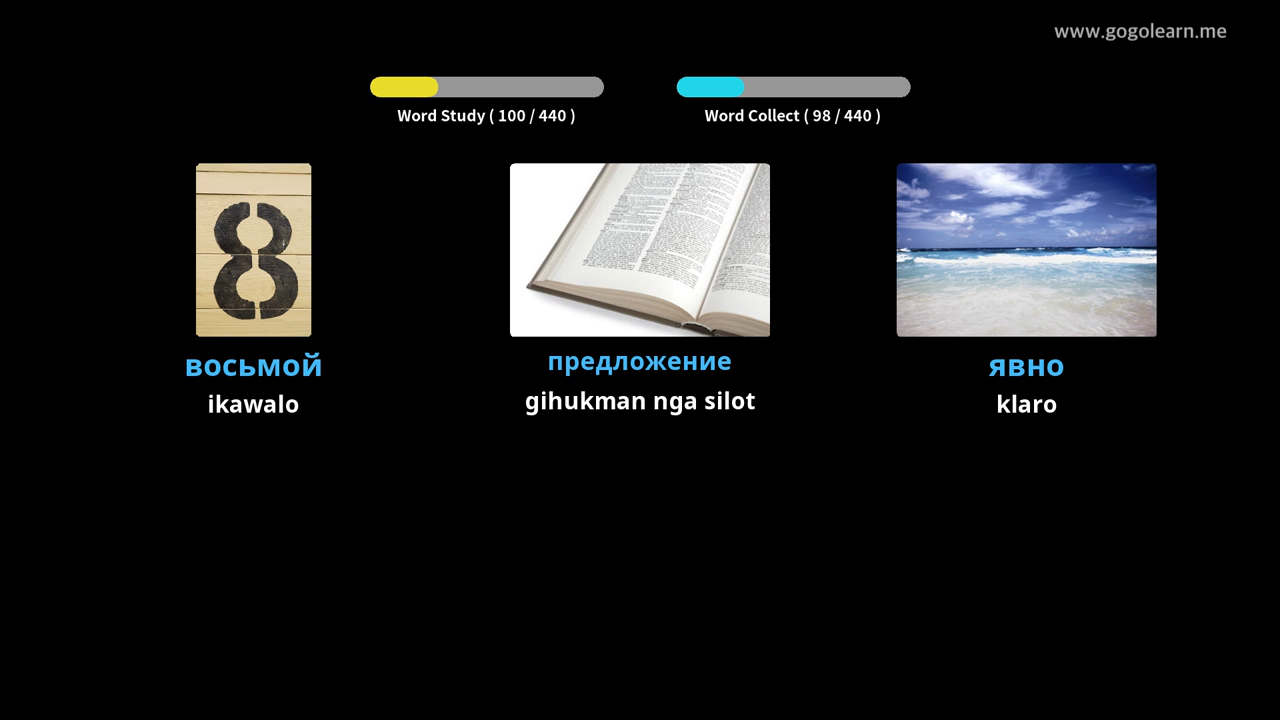 www.gogolearn.me
Word Study ( 100 / 440 )
Word Collect ( 98 / 440 )
8
восьмой
ikawalo
предложение
gihukman nga silot
явно
klaro